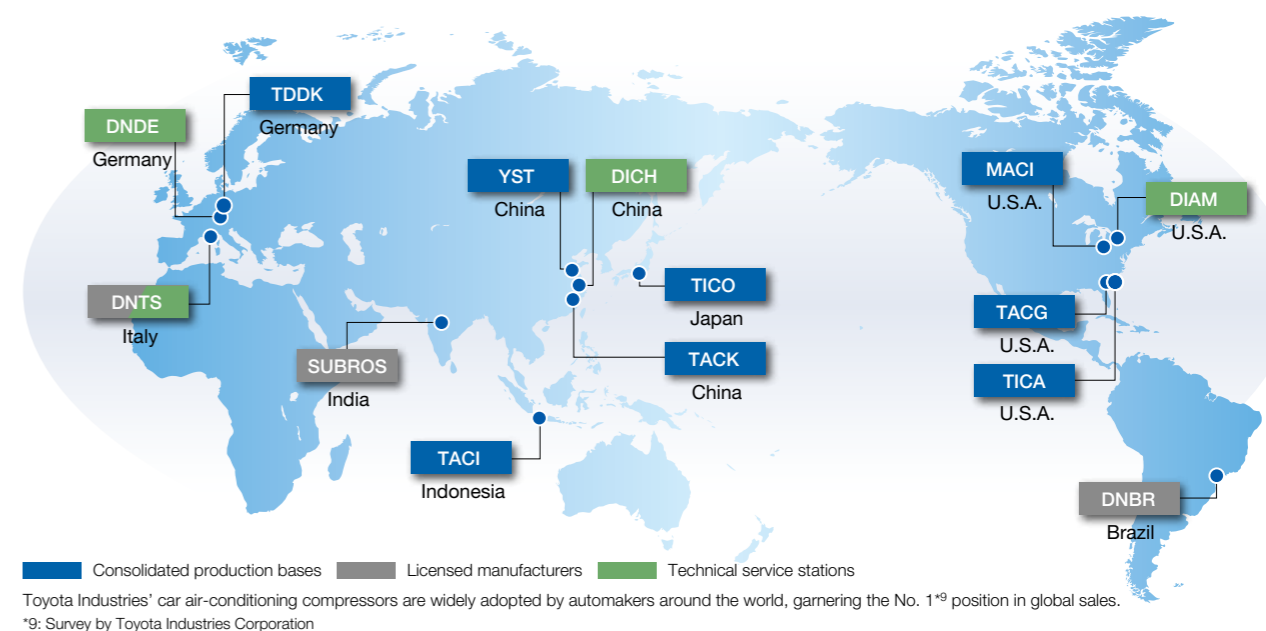 TDDK
Germany
DNDE
Germany
YST
China
DICH
China
MACI
U.S.A.
DIAM
U.S.A.
DNTS
Italy
TICO
Japan
TACG
U.S.A.
SUBROS
India
TACK
China
TICA
U.S.A.
TACI
Indonesia
DNBR
Brazil
Consolidated production bases
Licensed manufacturers
Technical service stations
Toyota Industries’ car air-conditioning compressors are widely adopted by automakers around the world, garnering the No. 1*9 position in global sales.
*9: Survey by Toyota Industries Corporation